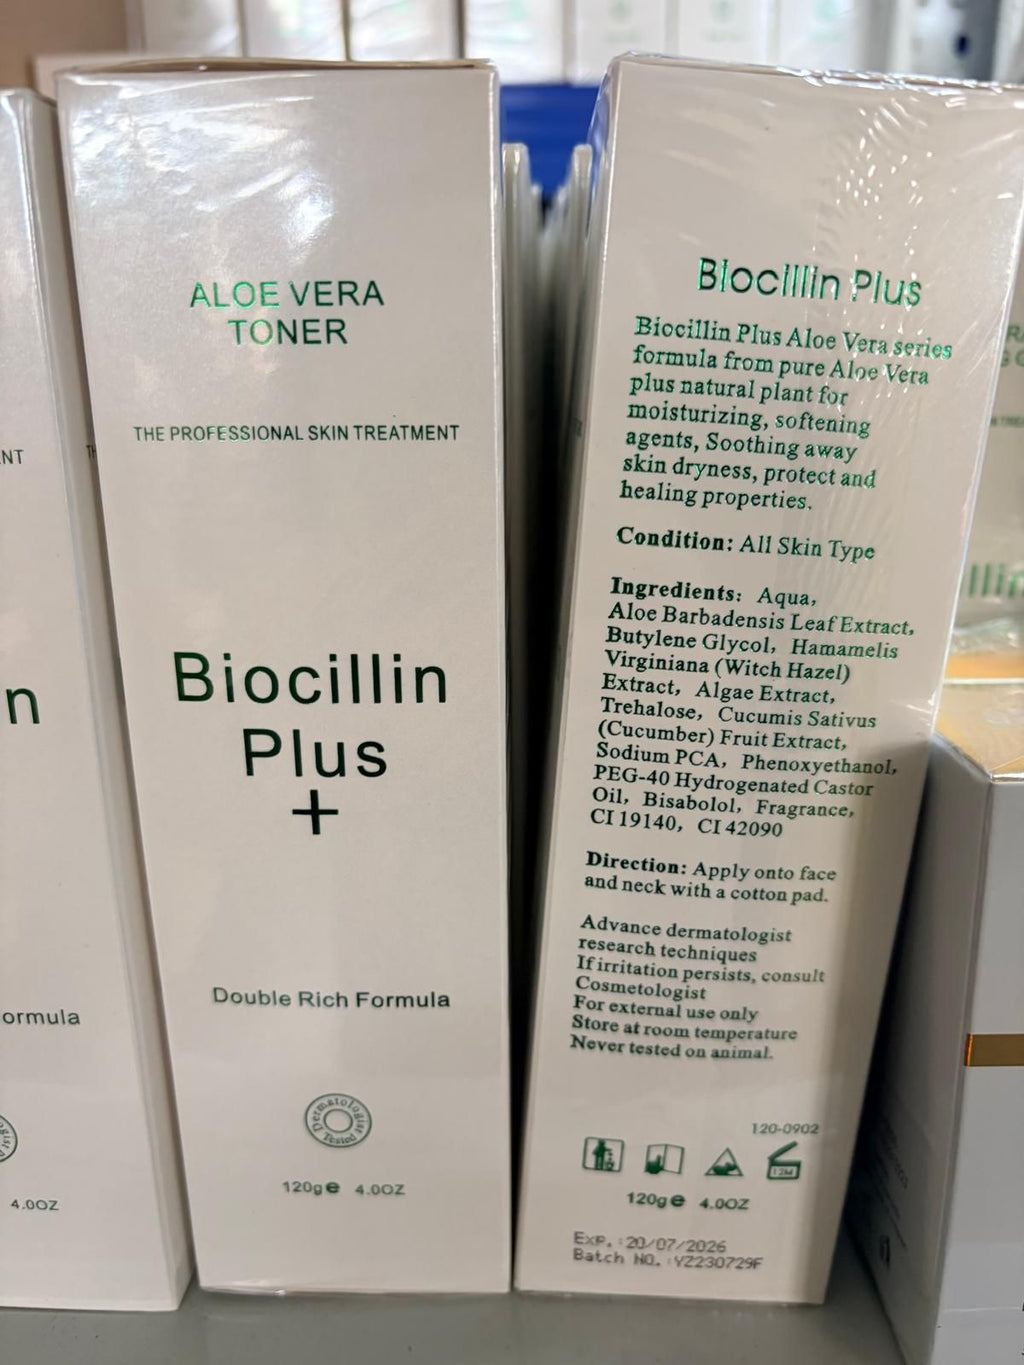 NT
n
ormula
4.0OZ
ALOE VERA
TONER
THE PROFESSIONAL SKIN TREATMENT
Biocillin
Plus
+
Double Rich Formula
Dermatologist
Tested
120g e 4.0OZ
Biocillin Plus
Biocillin Plus Aloe Vera series
formula from pure Aloe Vera
plus natural plant for
moisturizing, softening
agents, Soothing away
skin dryness, protect and
healing properties.
Condition: All Skin Type
Ingredients: Aqua,
Aloe Barbadensis Leaf Extract,
Butylene Glycol, Hamamelis
Virginiana (Witch Hazel)
Extract, Algae Extract,
Trehalose, Cucumis Sativus
(Cucumber) Fruit Extract,
Sodium PCA, Phenoxyethanol,
PEG-40 Hydrogenated Castor
Oil, Bisabolol, Fragrance,
CI 19140, CI 42090
Direction: Apply onto face
and neck with a cotton pad.
Advance dermatologist
research techniques
If irritation persists, consult
Cosmetologist
For external use only
Store at room temperature
Never tested on animal.
120-0902
12M
120g e 4.0OZ
Exp. :20/07/2026
Batch NO. :YZ230729F